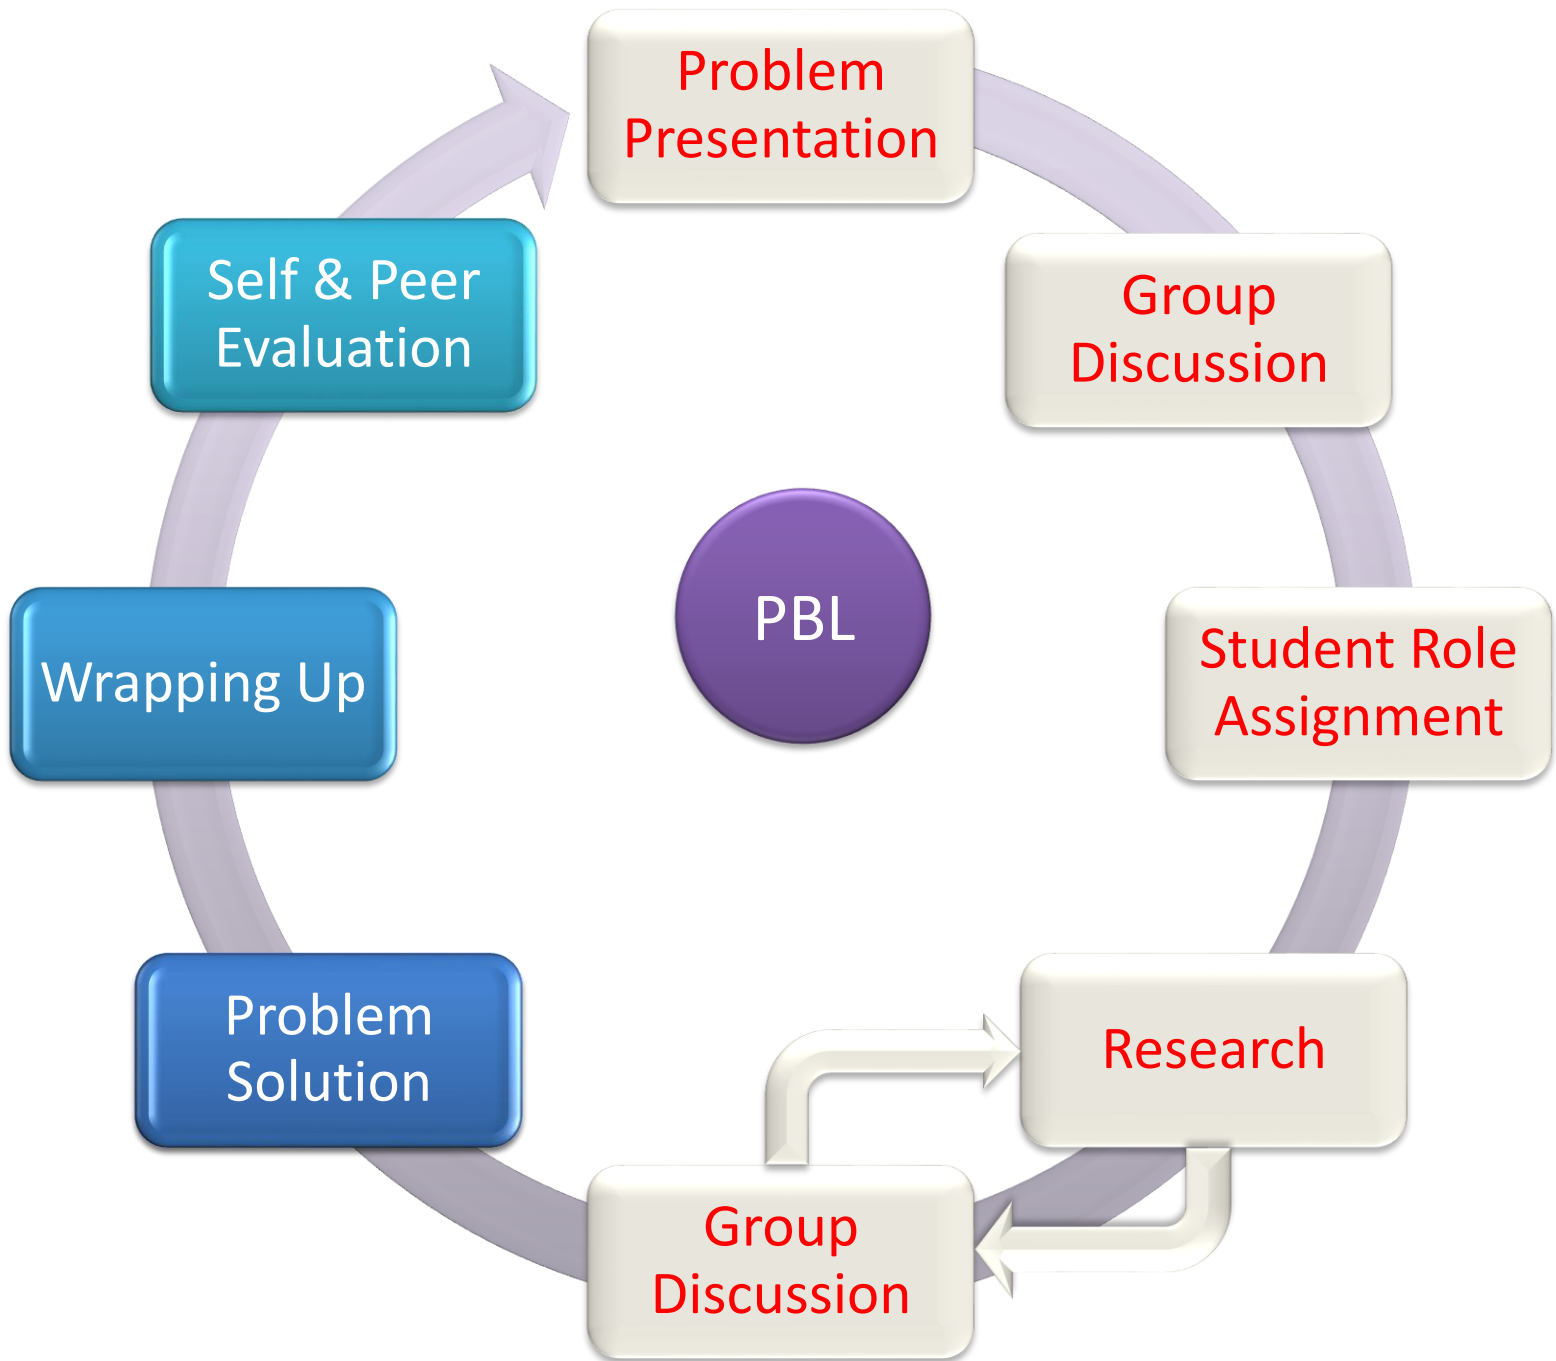 Problem
Presentation
Group
Discussion
Student Role
Assignment
Research
Group
Discussion
Problem
Solution
Wrapping Up
Self & Peer
Evaluation
PBL